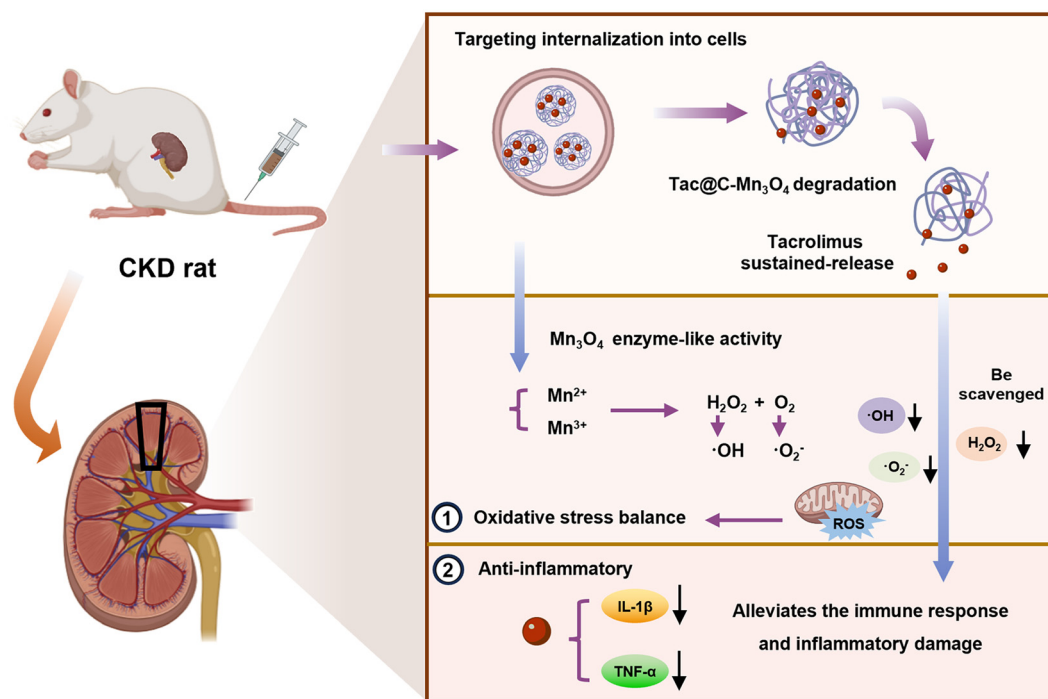 Targeting internalization into cells
Tac@C-Mn₃O₄ degradation
Tacrolimus
sustained-release
CKD rat
Mn₃O₄ enzyme-like activity
Mn²⁺
Mn³⁺
H₂O₂ + O₂
·OH ·O₂⁻
Be
scavenged
·OH
H₂O₂
·O₂⁻
① Oxidative stress balance
ROS
② Anti-inflammatory
IL-1β
TNF-α
Alleviates the immune response
and inflammatory damage